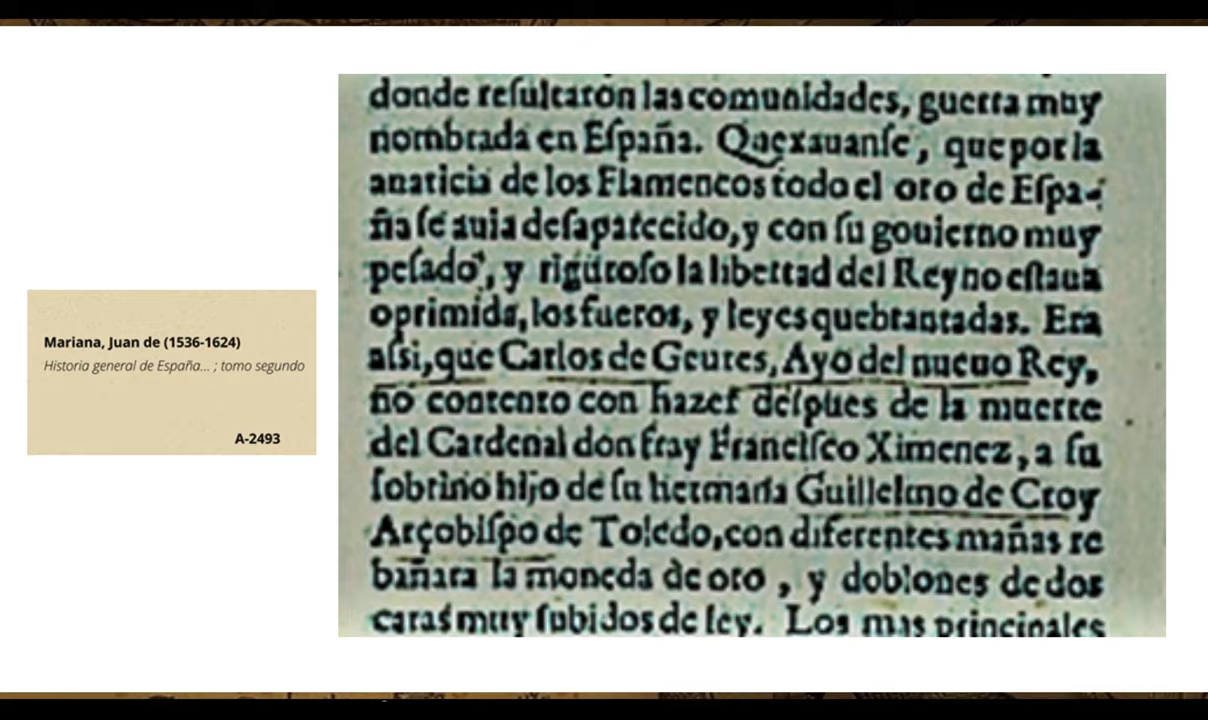 Mariana, Juan de (1536-1624)
Historia general de España... ; tomo segundo
A-2493
donde reſultaron las comunidades, guerra muy
nombrada en Eſpaña. Quexauanſe, que por la
auaricia de los Flamencos todo el oro de Eſpa-
ña ſe auia deſaparecido, y con ſu gouierno muy
peſado, y riguroſo la libertad del Reyno eſtaua
oprimida, los fueros, y leyes quebrantadas. Era
aſsi, que Carlos de Geures, Ayo del nueuo Rey,
no contento con hazer deſpues de la muerte
del Cardenal don fray Franciſco Ximenez, a ſu
ſobrino hijo de ſu hermana Guillelmo de Croy
Arçobiſpo de Toledo, con diferentes mañas re
bañara la moneda de oro, y doblones de dos
caras muy ſubidos de ley. Los mas principales